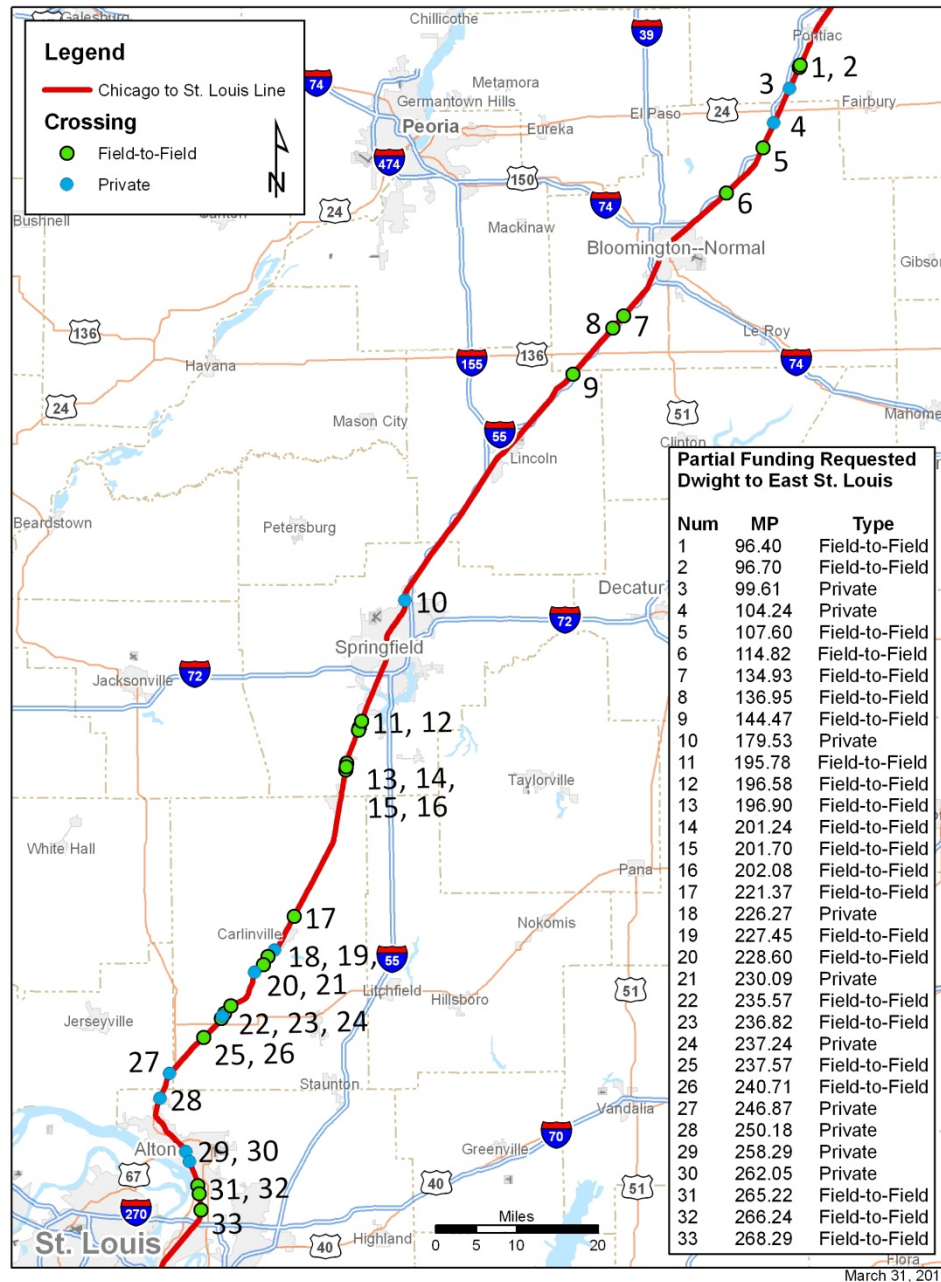 Galesburg
Chillicothe
39
Pontiac
Legend
Chicago to St. Louis Line
Crossing
Field-to-Field
Private
N
74
Metamora
Germantown Hills
Peoria
Eureka
El Paso
24
Fairbury
1, 2
3
4
5
6
474
150
74
24
Bushnell
Canton
Mackinaw
Bloomington--Normal
Gibson
136
Havana
155
136
8
7
9
Le Roy
74
24
Mason City
55
51
Mahome
Lincoln
Clinton
Beardstown
Petersburg
Decatur
10
Springfield
72
72
Jacksonville
11, 12
13, 14,
15, 16
Taylorville
White Hall
Pana
17
Nokomis
Carlinville
18, 19,
20, 21
55
Litchfield
Hillsboro
51
Jerseyville
22, 23, 24
25, 26
27
28
Staunton
Vandalia
Alton
29, 30
67
70
Greenville
31, 32
40
51
33
270
St. Louis
40
Highland
Miles
0 5 10 20
Flora
Partial Funding Requested
Dwight to East St. Louis
Num MP Type
1 96.40 Field-to-Field
2 96.70 Field-to-Field
3 99.61 Private
4 104.24 Private
5 107.60 Field-to-Field
6 114.82 Field-to-Field
7 134.93 Field-to-Field
8 136.95 Field-to-Field
9 144.47 Field-to-Field
10 179.53 Private
11 195.78 Field-to-Field
12 196.58 Field-to-Field
13 196.90 Field-to-Field
14 201.24 Field-to-Field
15 201.70 Field-to-Field
16 202.08 Field-to-Field
17 221.37 Field-to-Field
18 226.27 Private
19 227.45 Field-to-Field
20 228.60 Field-to-Field
21 230.09 Private
22 235.57 Field-to-Field
23 236.82 Field-to-Field
24 237.24 Private
25 237.57 Field-to-Field
26 240.71 Field-to-Field
27 246.87 Private
28 250.18 Private
29 258.29 Private
30 262.05 Private
31 265.22 Field-to-Field
32 266.24 Field-to-Field
33 268.29 Field-to-Field
March 31, 201